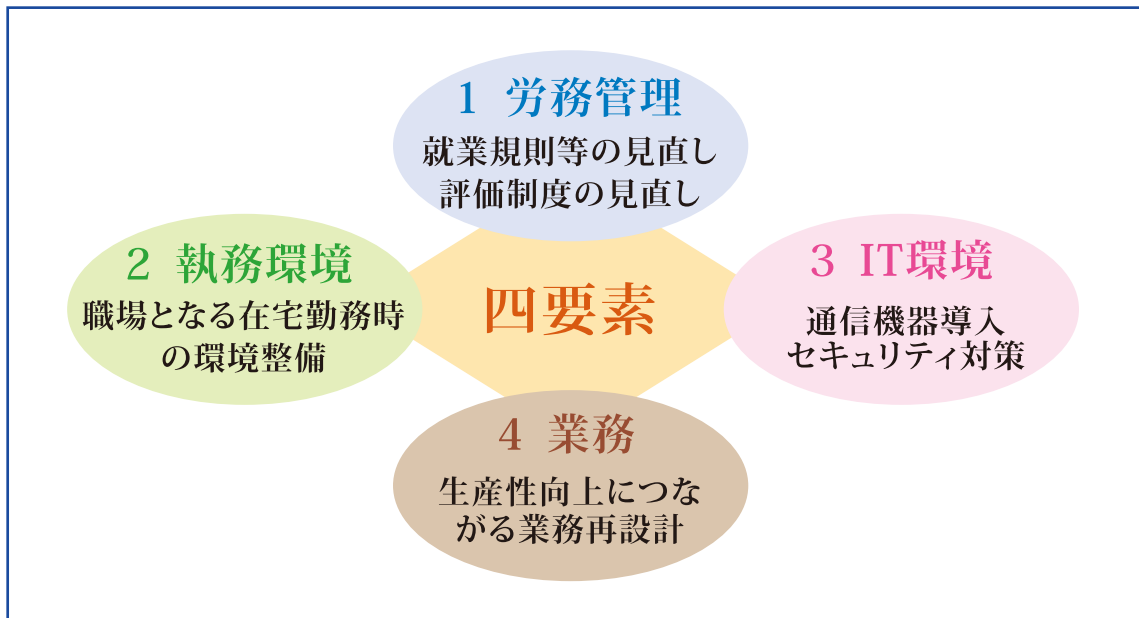 1 労務管理
就業規則等の見直し
評価制度の見直し
2 執務環境
職場となる在宅勤務時
の環境整備
四要素
3 IT環境
通信機器導入
セキュリティ対策
4 業務
生産性向上につな
がる業務再設計